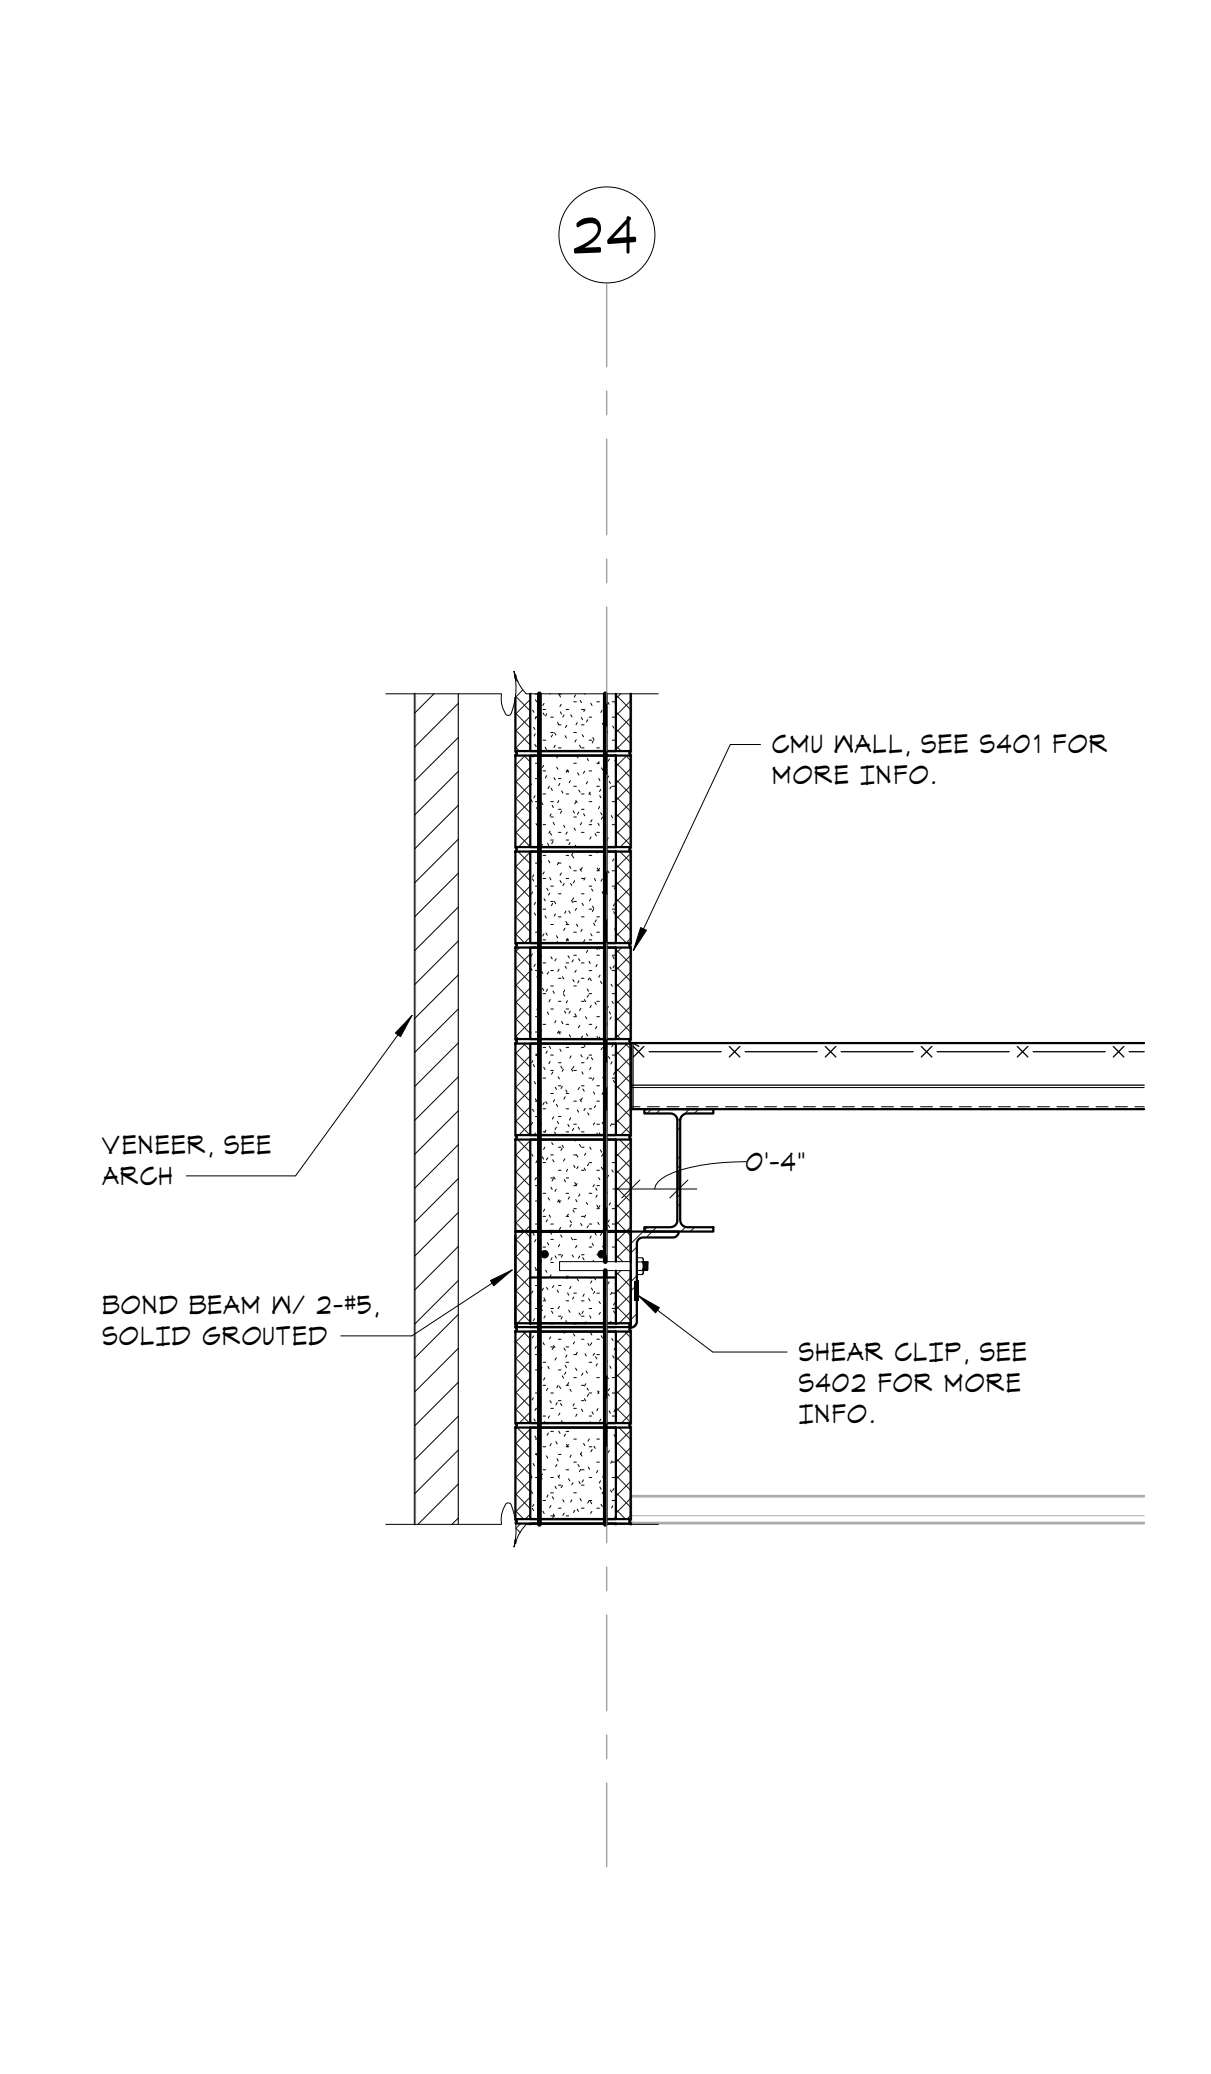 24
CMU WALL, SEE S401 FOR
MORE INFO.
VENEER, SEE
ARCH
0'-4"
BOND BEAM W/ 2-#5,
SOLID GROUTED
SHEAR CLIP, SEE
S402 FOR MORE
INFO.